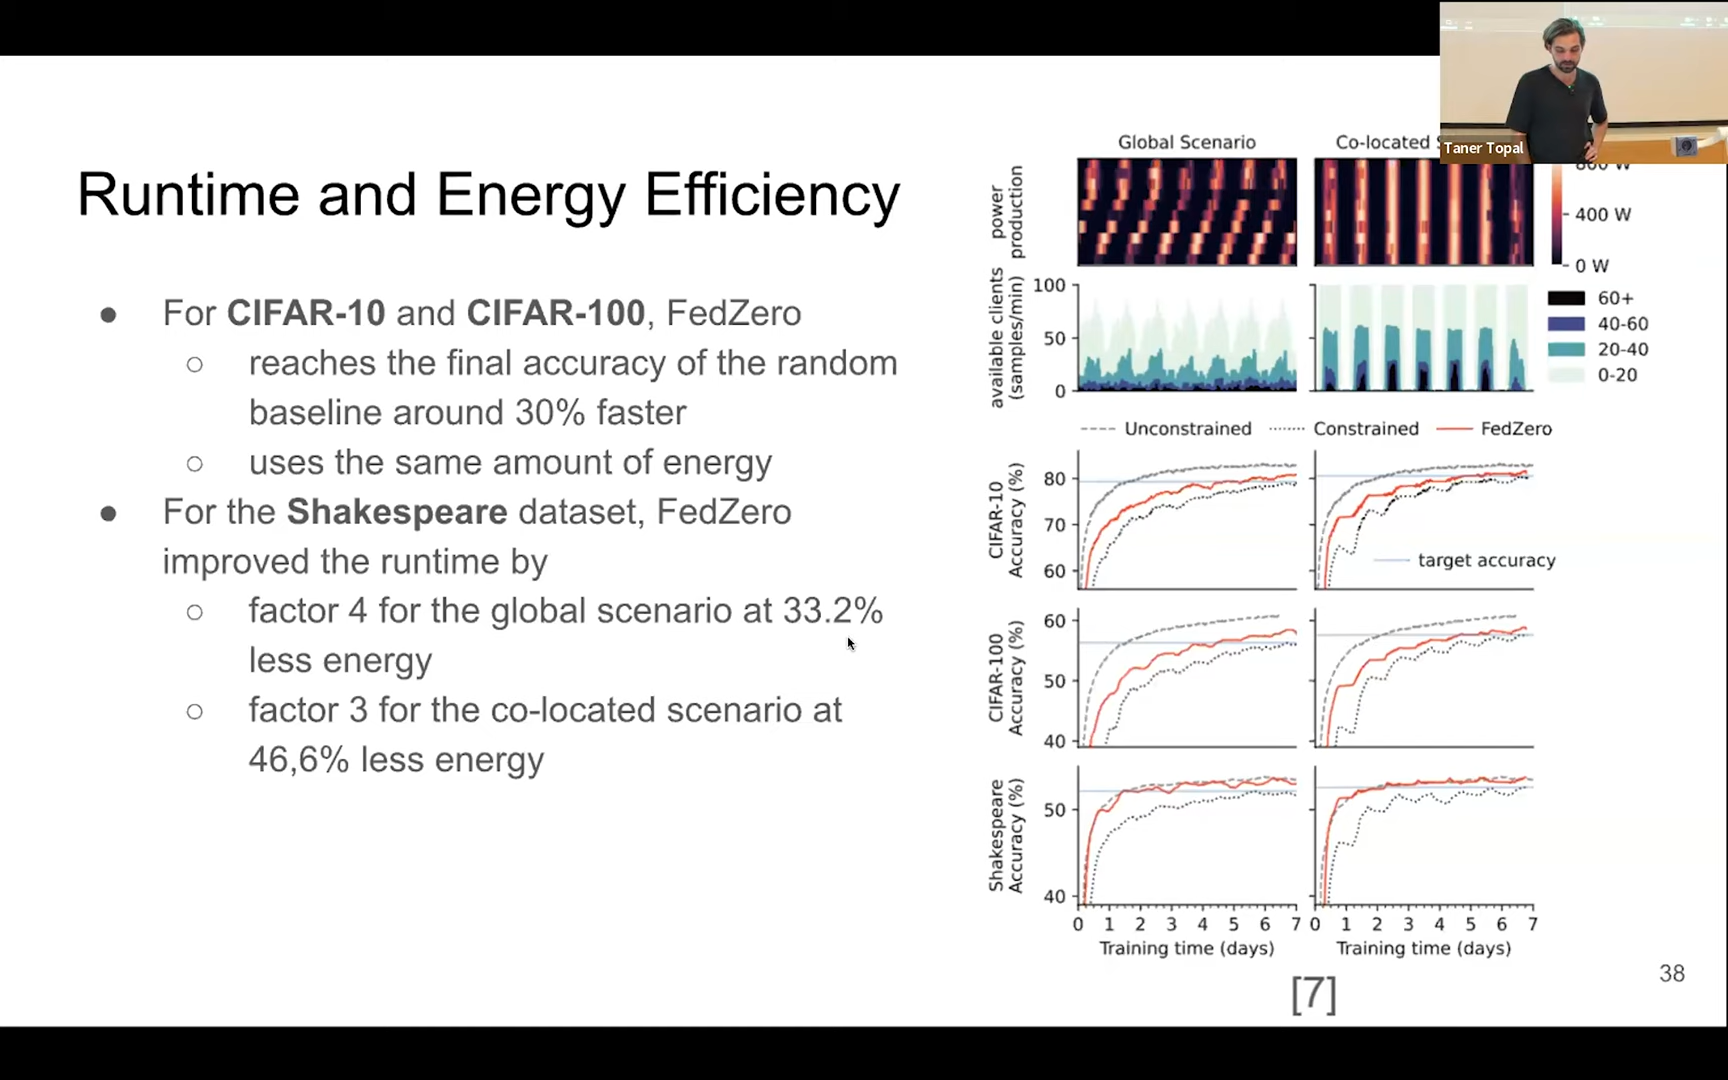 Taner Topal
Runtime and Energy Efficiency
● For CIFAR-10 and CIFAR-100, FedZero
○ reaches the final accuracy of the random
baseline around 30% faster
○ uses the same amount of energy
● For the Shakespeare dataset, FedZero
improved the runtime by
○ factor 4 for the global scenario at 33.2%
less energy
○ factor 3 for the co-located scenario at
46,6% less energy
Global Scenario
Co-located
power
production
400 W
0 W
available clients
(samples/min)
100
50
0
60+
40-60
20-40
0-20
Unconstrained Constrained FedZero
CIFAR-10
Accuracy (%)
80
70
60
target accuracy
CIFAR-100
Accuracy (%)
60
50
40
Shakespeare
Accuracy (%)
50
40
0 1 2 3 4 5 6 7
0 1 2 3 4 5 6 7
Training time (days)
Training time (days)
[7]
38